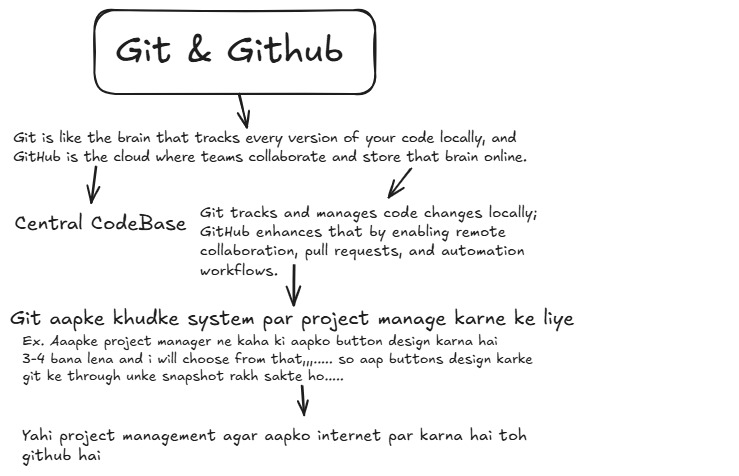 Git & Github
Git is like the brain that tracks every version of your code locally, and
GitHub is the cloud where teams collaborate and store that brain online.
Central CodeBase
Git tracks and manages code changes locally;
GitHub enhances that by enabling remote
collaboration, pull requests, and automation
workflows.
Git aapke khudke system par project manage karne ke liye
Ex. Aaapke project manager ne kaha ki aapko button design karna hai
3-4 bana lena and i will choose from that,,,..... so aap buttons design karke
git ke through unke snapshot rakh sakte ho.....
Yahi project management agar aapko internet par karna hai toh
github hai